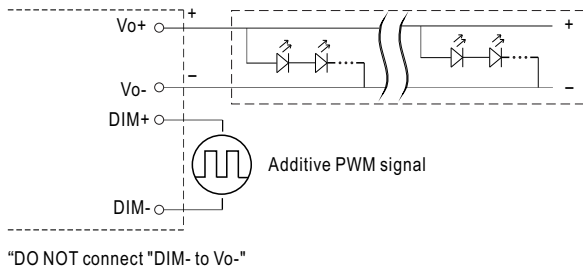 Vo+
+
+
Vo-
–
–
DIM+
Additive PWM signal
DIM-
“DO NOT connect "DIM- to Vo-"